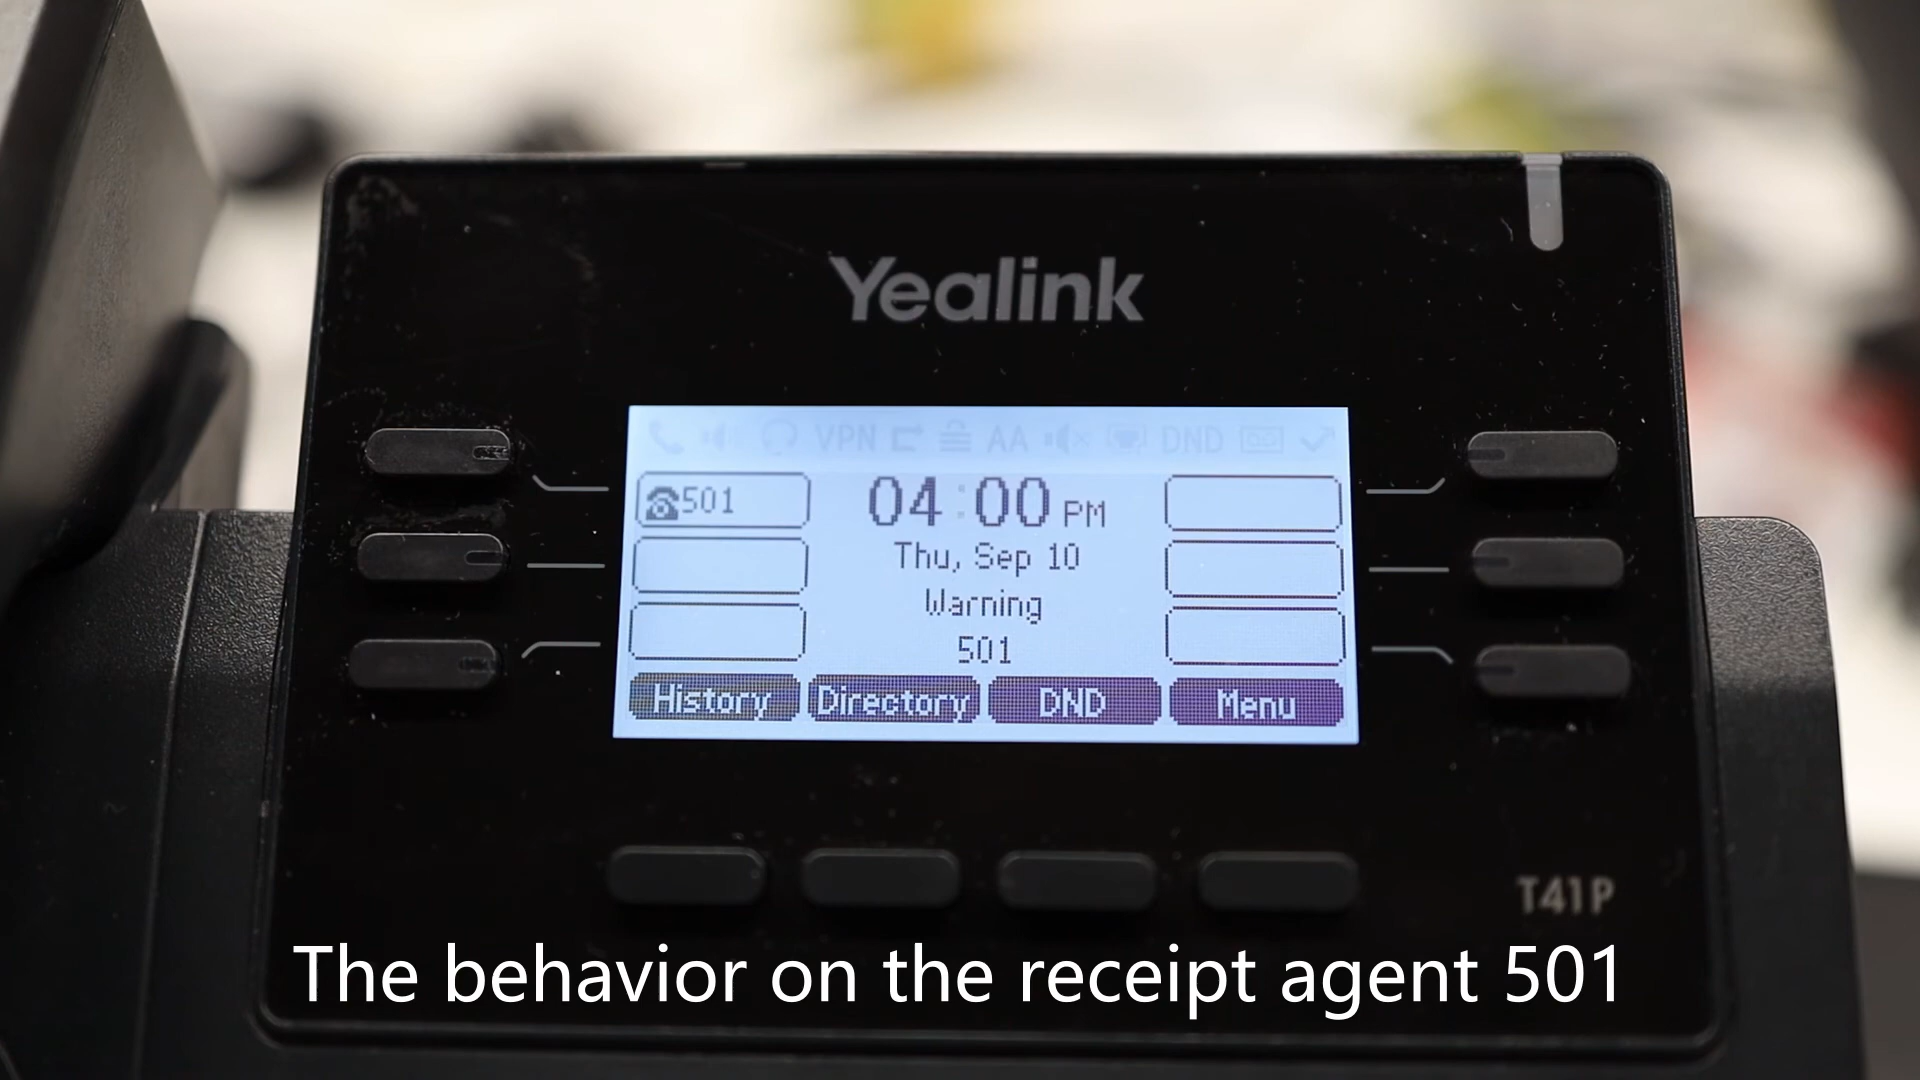 Yealink
VPN AA DND
501
04:00 PM
Thu, Sep 10
Warning
501
History Directory DND Menu
T41P
The behavior on the receipt agent 501